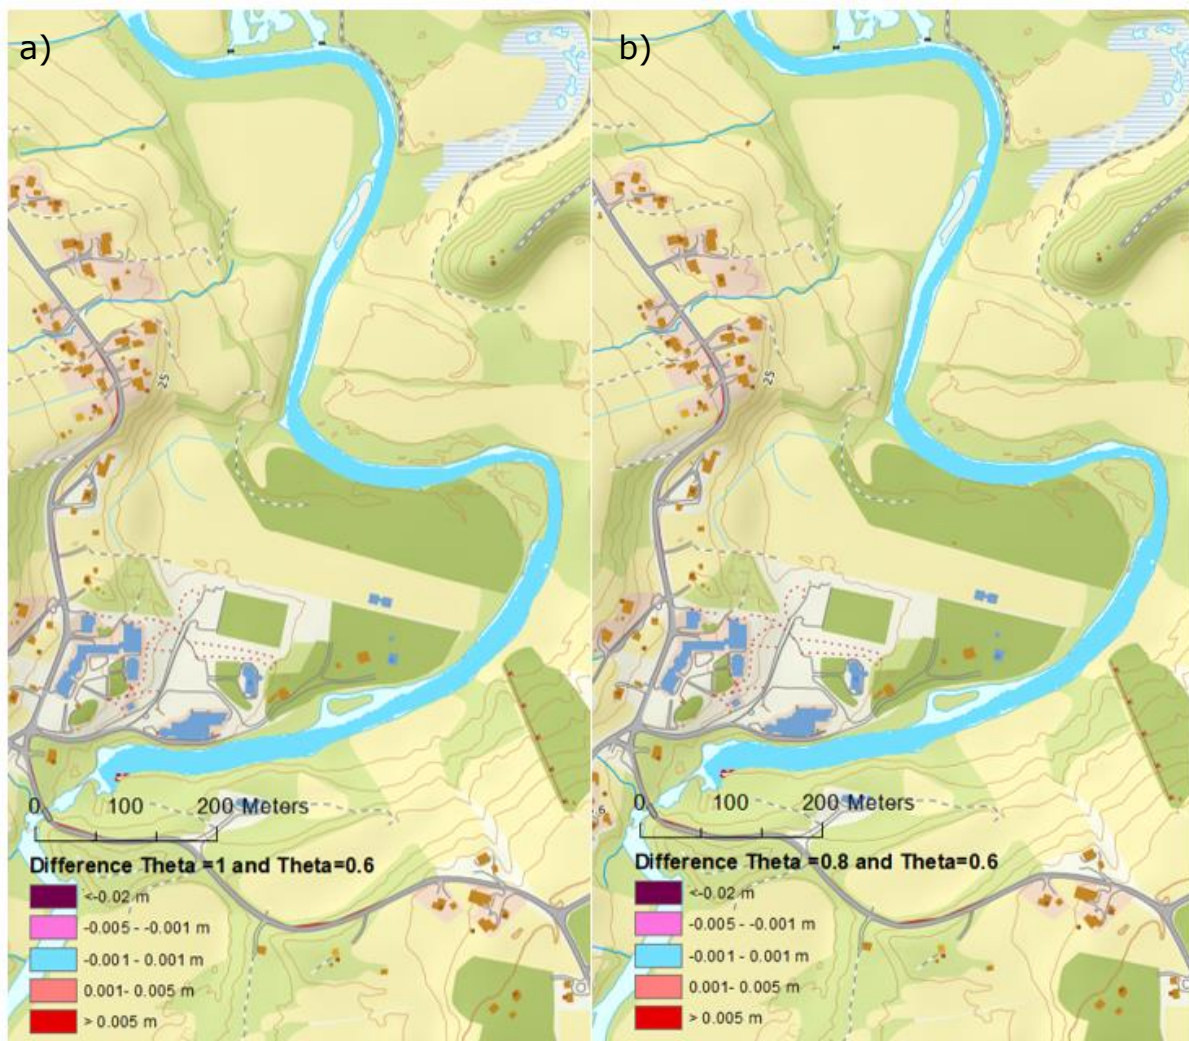 a)
25
0 100 200 Meters
Difference Theta =1 and Theta=0.6
<-0.02 m
-0.005 - -0.001 m
-0.001 - 0.001 m
0.001- 0.005 m
> 0.005 m
b)
25
6
0 100 200 Meters
Difference Theta =0.8 and Theta=0.6
<-0.02 m
-0.005 - -0.001 m
-0.001 - 0.001 m
0.001- 0.005 m
> 0.005 m